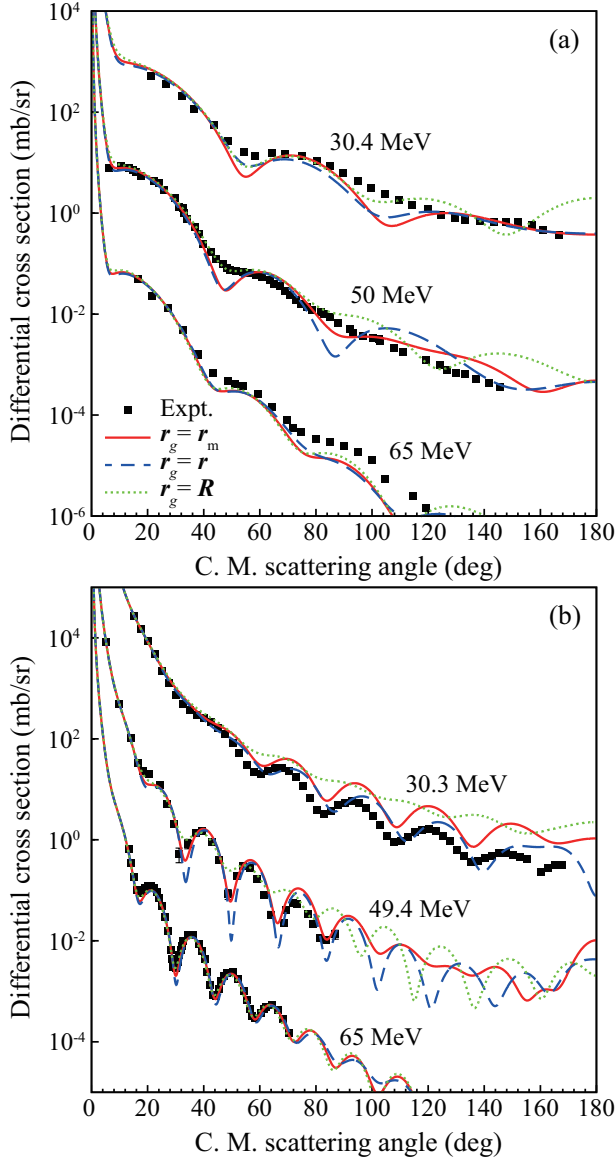 (a)
Differential cross section (mb/sr)
10^4
10^2
10^0
10^-2
10^-4
10^-6
30.4 MeV
50 MeV
65 MeV
Expt.
r_g = r_m
r_g = r
r_g = R
0 20 40 60 80 100 120 140 160 180
C. M. scattering angle (deg)
(b)
Differential cross section (mb/sr)
10^4
10^2
10^0
10^-2
10^-4
30.3 MeV
49.4 MeV
65 MeV
0 20 40 60 80 100 120 140 160 180
C. M. scattering angle (deg)